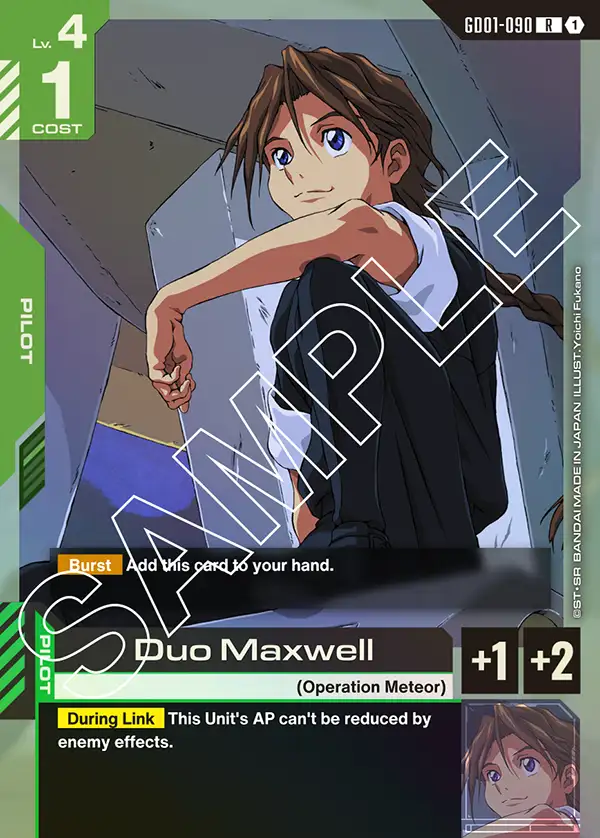 Lv. 4
1
COST
GD01-090 R 1
PILOT
©ST・SR BANDAI MADE IN JAPAN ILLUST.Yoichi Fukano
SAMPLE
Burst Add this card to your hand.
PILOT
Duo Maxwell
+1 +2
(Operation Meteor)
During Link This Unit's AP can't be reduced by
enemy effects.